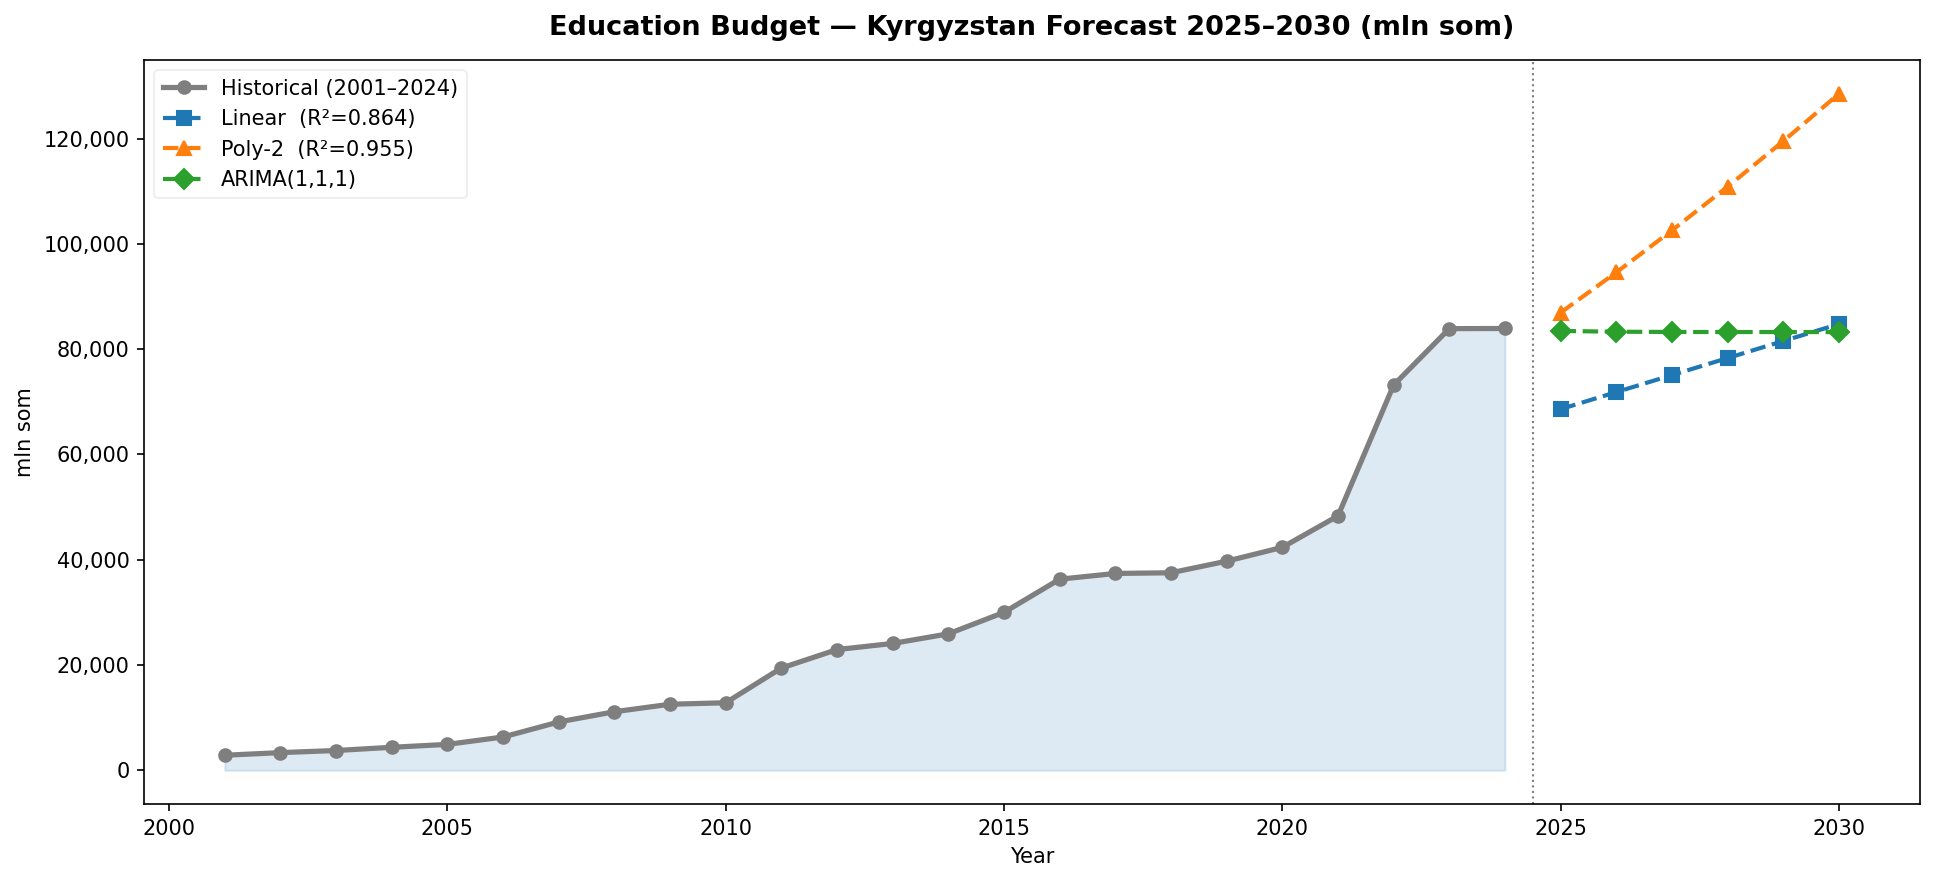 Education Budget — Kyrgyzstan Forecast 2025–2030 (mln som)
Historical (2001–2024)
Linear  (R²=0.864)
Poly-2  (R²=0.955)
ARIMA(1,1,1)
mln som
120,000
100,000
80,000
60,000
40,000
20,000
0
2000 2005 2010 2015 2020 2025 2030
Year